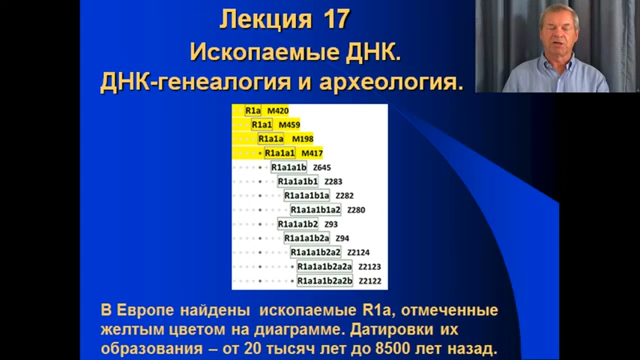 Лекция 17
Ископаемые ДНК.
ДНК-генеалогия и археология.
R1a M420
R1a1 M459
R1a1a M198
R1a1a1 M417
R1a1a1b Z645
R1a1a1b1 Z283
R1a1a1b1a Z282
R1a1a1b1a2 Z280
R1a1a1b2 Z93
R1a1a1b2a Z94
R1a1a1b2a2 Z2124
R1a1a1b2a2a Z2123
R1a1a1b2a2b Z2122
В Европе найдены ископаемые R1a, отмеченные
желтым цветом на диаграмме. Датировки их
образования – от 20 тысяч лет до 8500 лет назад.